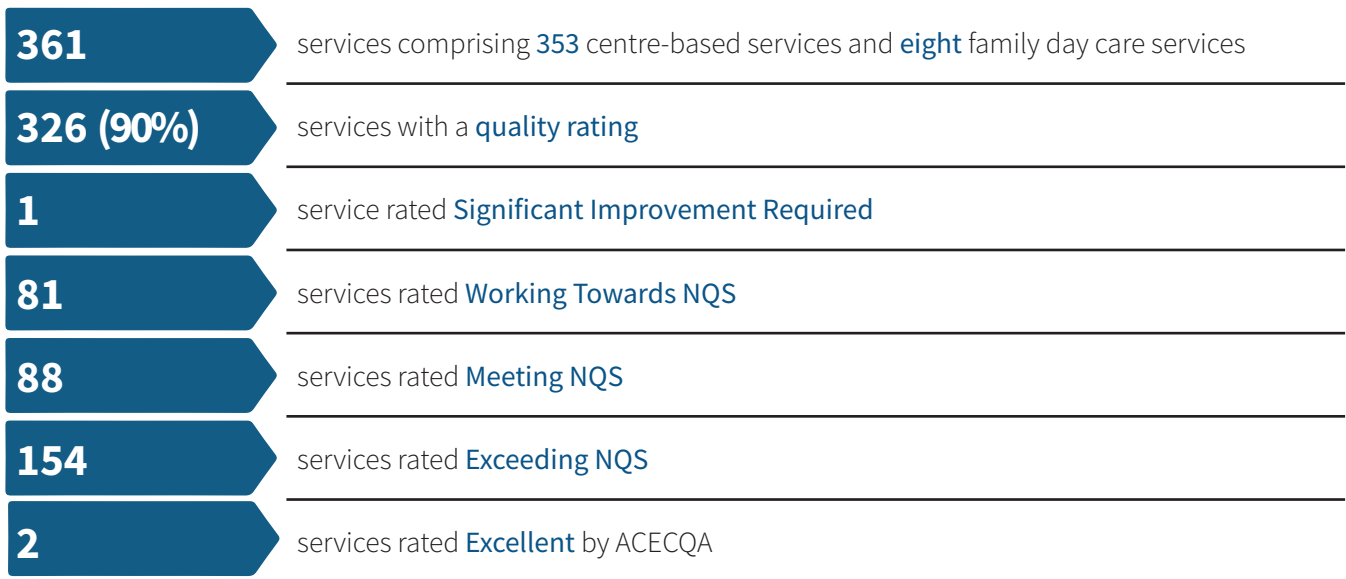 361 services comprising 353 centre-based services and eight family day care services
326 (90%) services with a quality rating
1 service rated Significant Improvement Required
81 services rated Working Towards NQS
88 services rated Meeting NQS
154 services rated Exceeding NQS
2 services rated Excellent by ACECQA